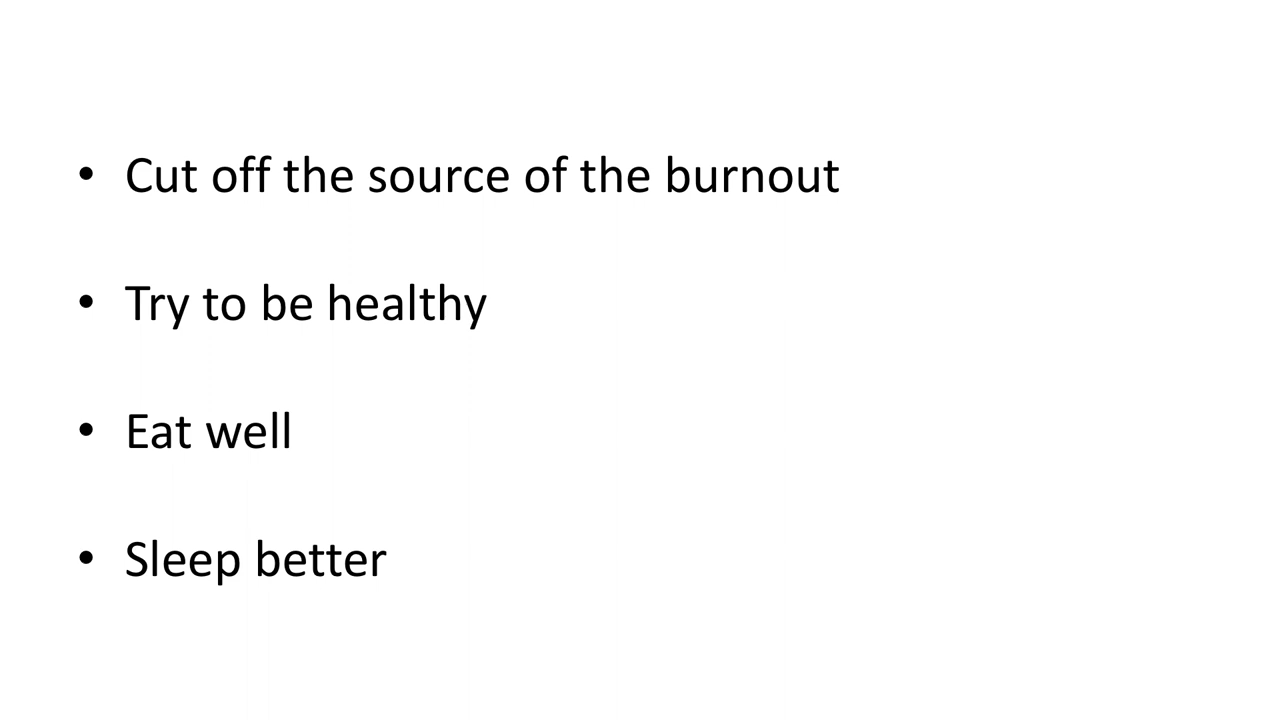 • Cut off the source of the burnout
• Try to be healthy
• Eat well
• Sleep better